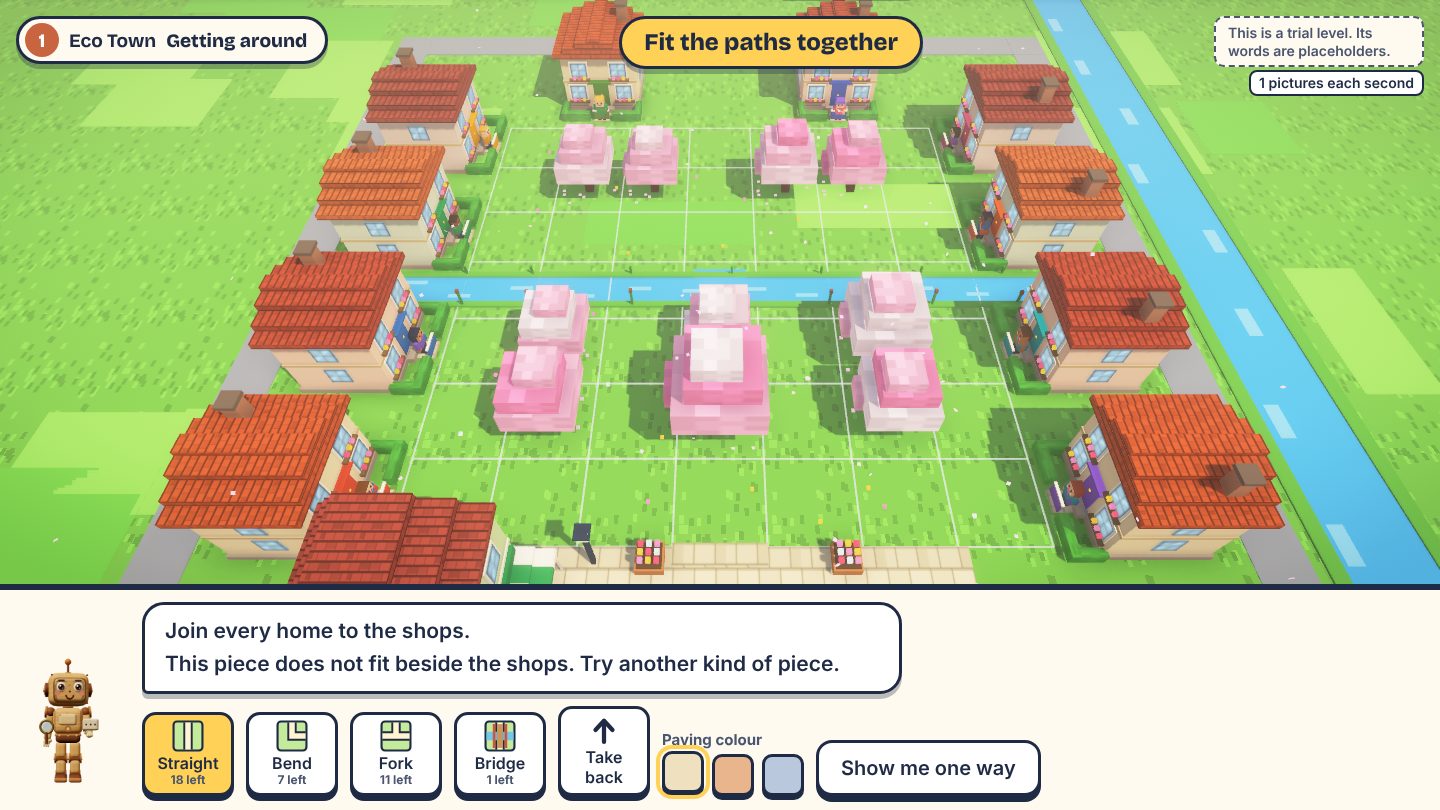 1 Eco Town Getting around
Fit the paths together
This is a trial level. Its
words are placeholders.
1 pictures each second
Join every home to the shops.
This piece does not fit beside the shops. Try another kind of piece.
Straight
18 left
Bend
7 left
Fork
11 left
Bridge
1 left
Take
back
Paving colour
Show me one way